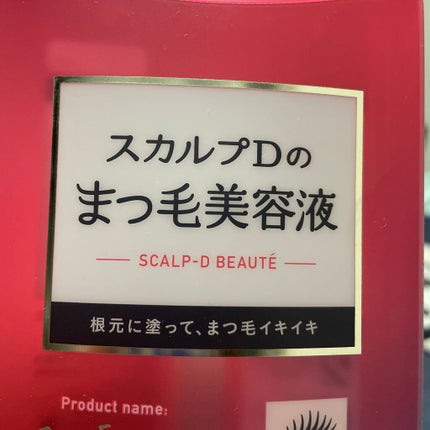 スカルプDの
まつ毛美容液
SCALP-D BEAUTÉ
根元に塗って、まつ毛イキイキ
Product name: